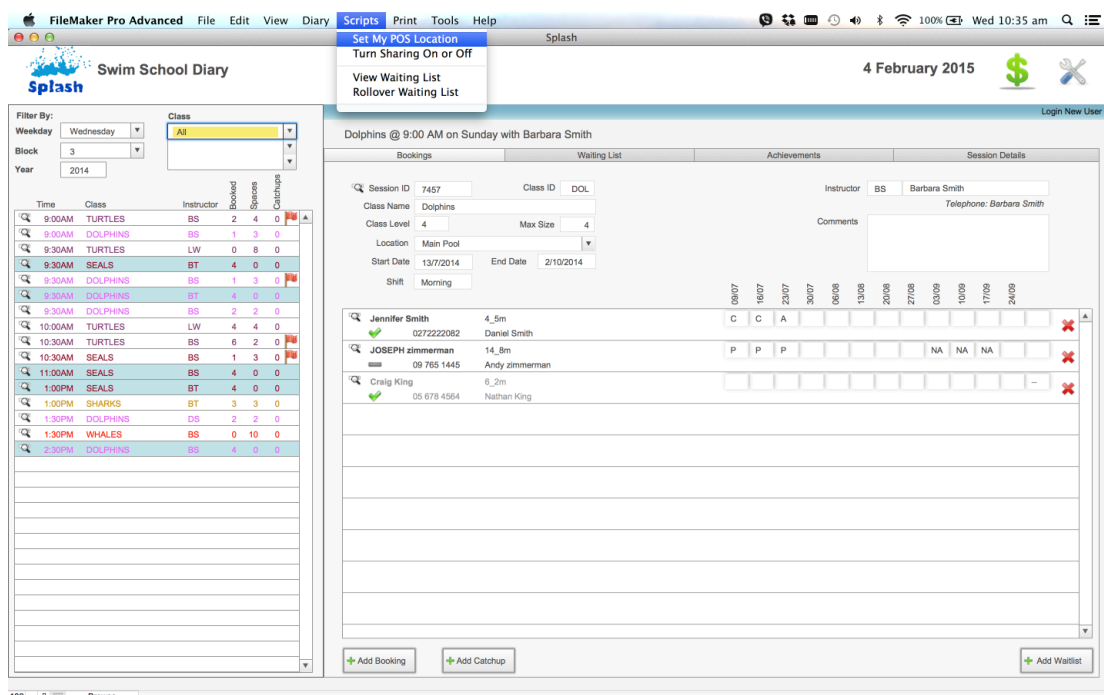 FileMaker Pro Advanced File Edit View Diary Scripts Print Tools Help 100% Wed 10:35 am
Set My POS Location
Turn Sharing On or Off
View Waiting List
Rollover Waiting List
Splash
Splash
Swim School Diary
4 February 2015
Login New User
Filter By:
Weekday Wednesday
Block 3
Year 2014
Class
All
Time Class Instructor Booked Spaces Catchups
9:00AM TURTLES BS 2 4 0
9:00AM DOLPHINS BS 1 3 0
9:30AM TURTLES LW 0 8 0
9:30AM SEALS BT 4 0 0
9:30AM DOLPHINS BS 1 3 0
9:30AM DOLPHINS BT 4 0 0
9:30AM DOLPHINS BS 2 2 0
10:00AM TURTLES LW 4 4 0
10:30AM TURTLES BS 6 2 0
10:30AM SEALS BS 1 3 0
11:00AM SEALS BS 4 0 0
1:00PM SEALS BT 4 0 0
1:00PM SHARKS BT 3 3 0
1:30PM DOLPHINS DS 2 2 0
1:30PM WHALES BS 0 10 0
2:30PM DOLPHINS BS 4 0 0
Dolphins @ 9:00 AM on Sunday with Barbara Smith
Bookings Waiting List Achievements Session Details
Session ID 7457 Class ID DOL Instructor BS Barbara Smith
Class Name Dolphins Telephone: Barbara Smith
Class Level 4 Max Size 4 Comments
Location Main Pool
Start Date 13/7/2014 End Date 2/10/2014
Shift Morning
09/07 16/07 23/07 30/07 06/08 13/08 20/08 27/08 03/09 10/09 17/09 24/09
Jennifer Smith 4_5m C C A
0272222082 Daniel Smith
JOSEPH zimmerman 14_8m P P P NA NA NA
09 765 1445 Andy zimmerman
Craig King 6_2m --
05 678 4564 Nathan King
Add Booking Add Catchup Add Waitlist